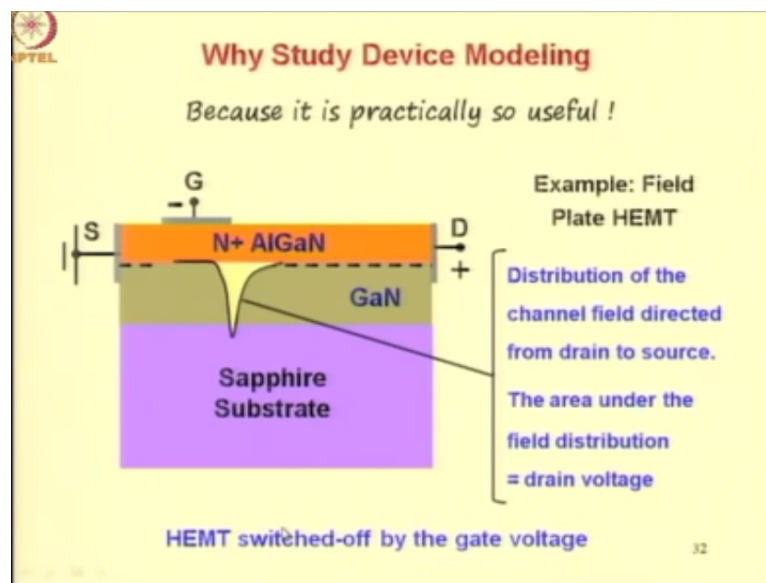 PTEL
Why Study Device Modeling
Because it is practically so useful !
G
-
S
D
+
N+ AlGaN
GaN
Sapphire
Substrate
Example: Field
Plate HEMT
Distribution of the
channel field directed
from drain to source.
The area under the
field distribution
= drain voltage
HEMT switched-off by the gate voltage
32